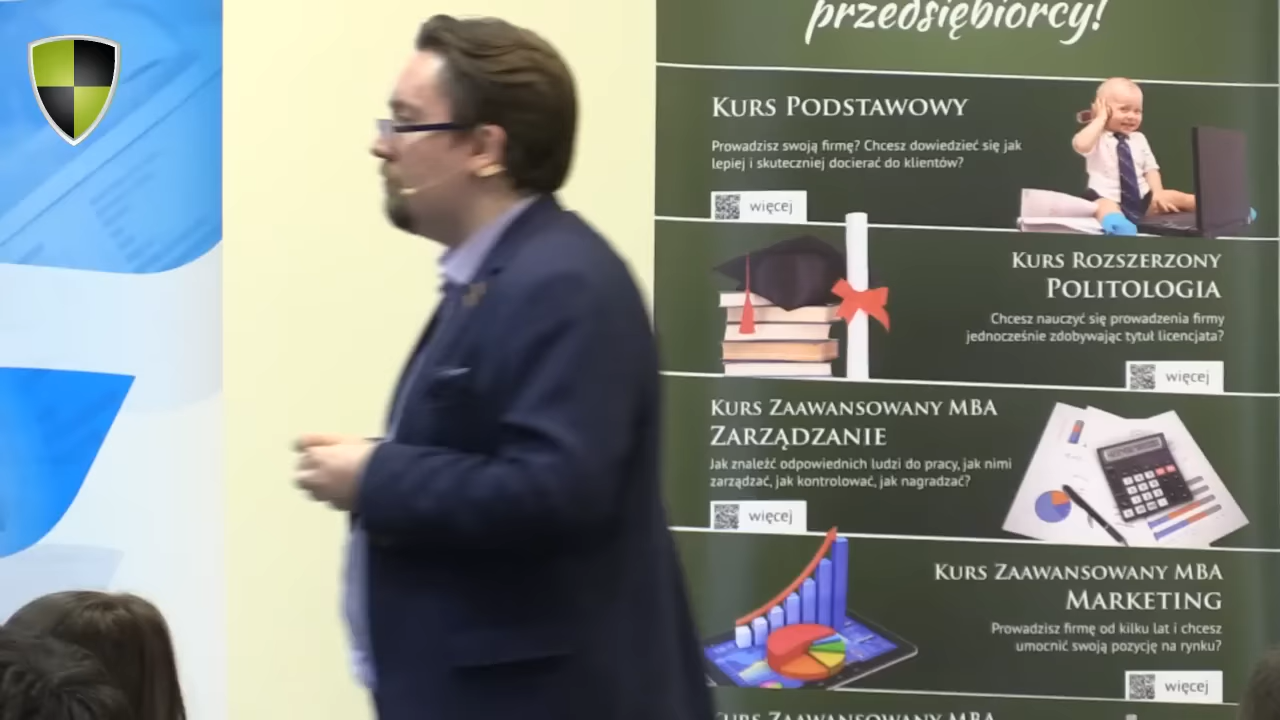 przedsiębiorcy!
Kurs Podstawowy
Prowadzisz swoją firmę? Chcesz dowiedzieć się jak
lepiej i skuteczniej docierać do klientów?
więcej
Kurs Rozszerzony
Politologia
Chcesz nauczyć się prowadzenia firmy
jednocześnie zdobywając tytuł licencjata?
więcej
Kurs Zaawansowany MBA
Zarządzanie
Jak znaleźć odpowiednich ludzi do pracy, jak nimi
zarządzać, jak kontrolować, jak nagradzać?
więcej
Kurs Zaawansowany MBA
Marketing
Prowadzisz firmę od kilku lat i chcesz
umocnić swoją pozycję na rynku?
więcej
Kurs Zaawansowany MBA